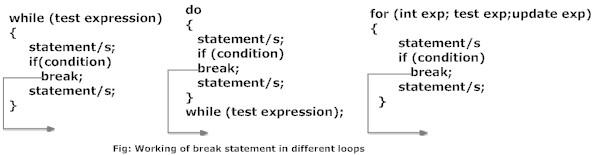 while (test expression)
{
statement/s;
if(condition)
break;
statement/s;
}
do
{
statement/s;
if (condition)
break;
statement/s;
}
while (test expression);
for (int exp; test exp;update exp)
{
statement/s
if (condition)
break;
statement/s;
}
Fig: Working of break statement in different loops